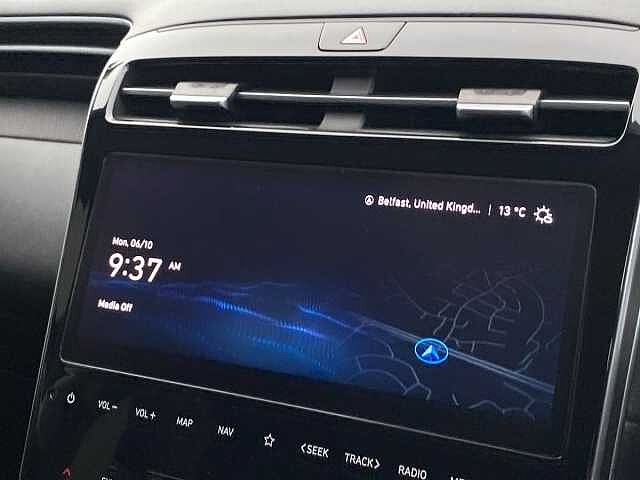 Belfast, United Kingd... | 13 °C
Mon, 06/10
9:37 AM
Media Off
VOL− VOL+ MAP NAV ☆ <SEEK TRACK> RADIO